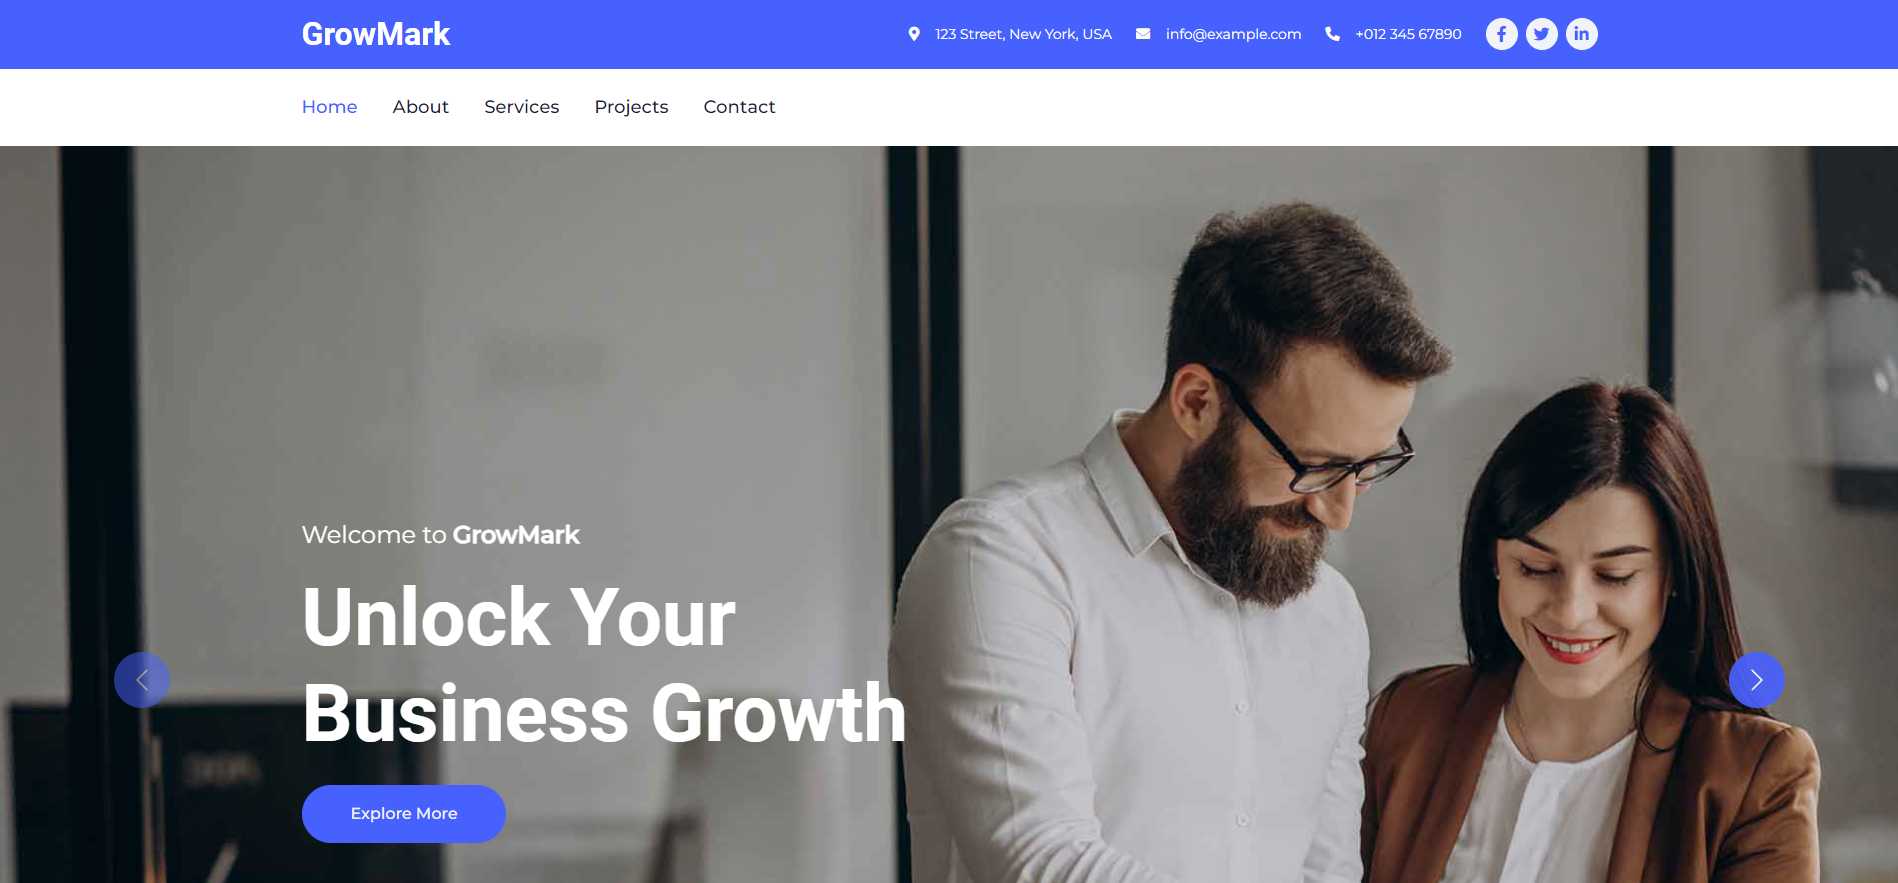 GrowMark
123 Street, New York, USA
info@example.com
+012 345 67890
Home
About
Services
Projects
Contact
Welcome to GrowMark
Unlock Your
Business Growth
Explore More